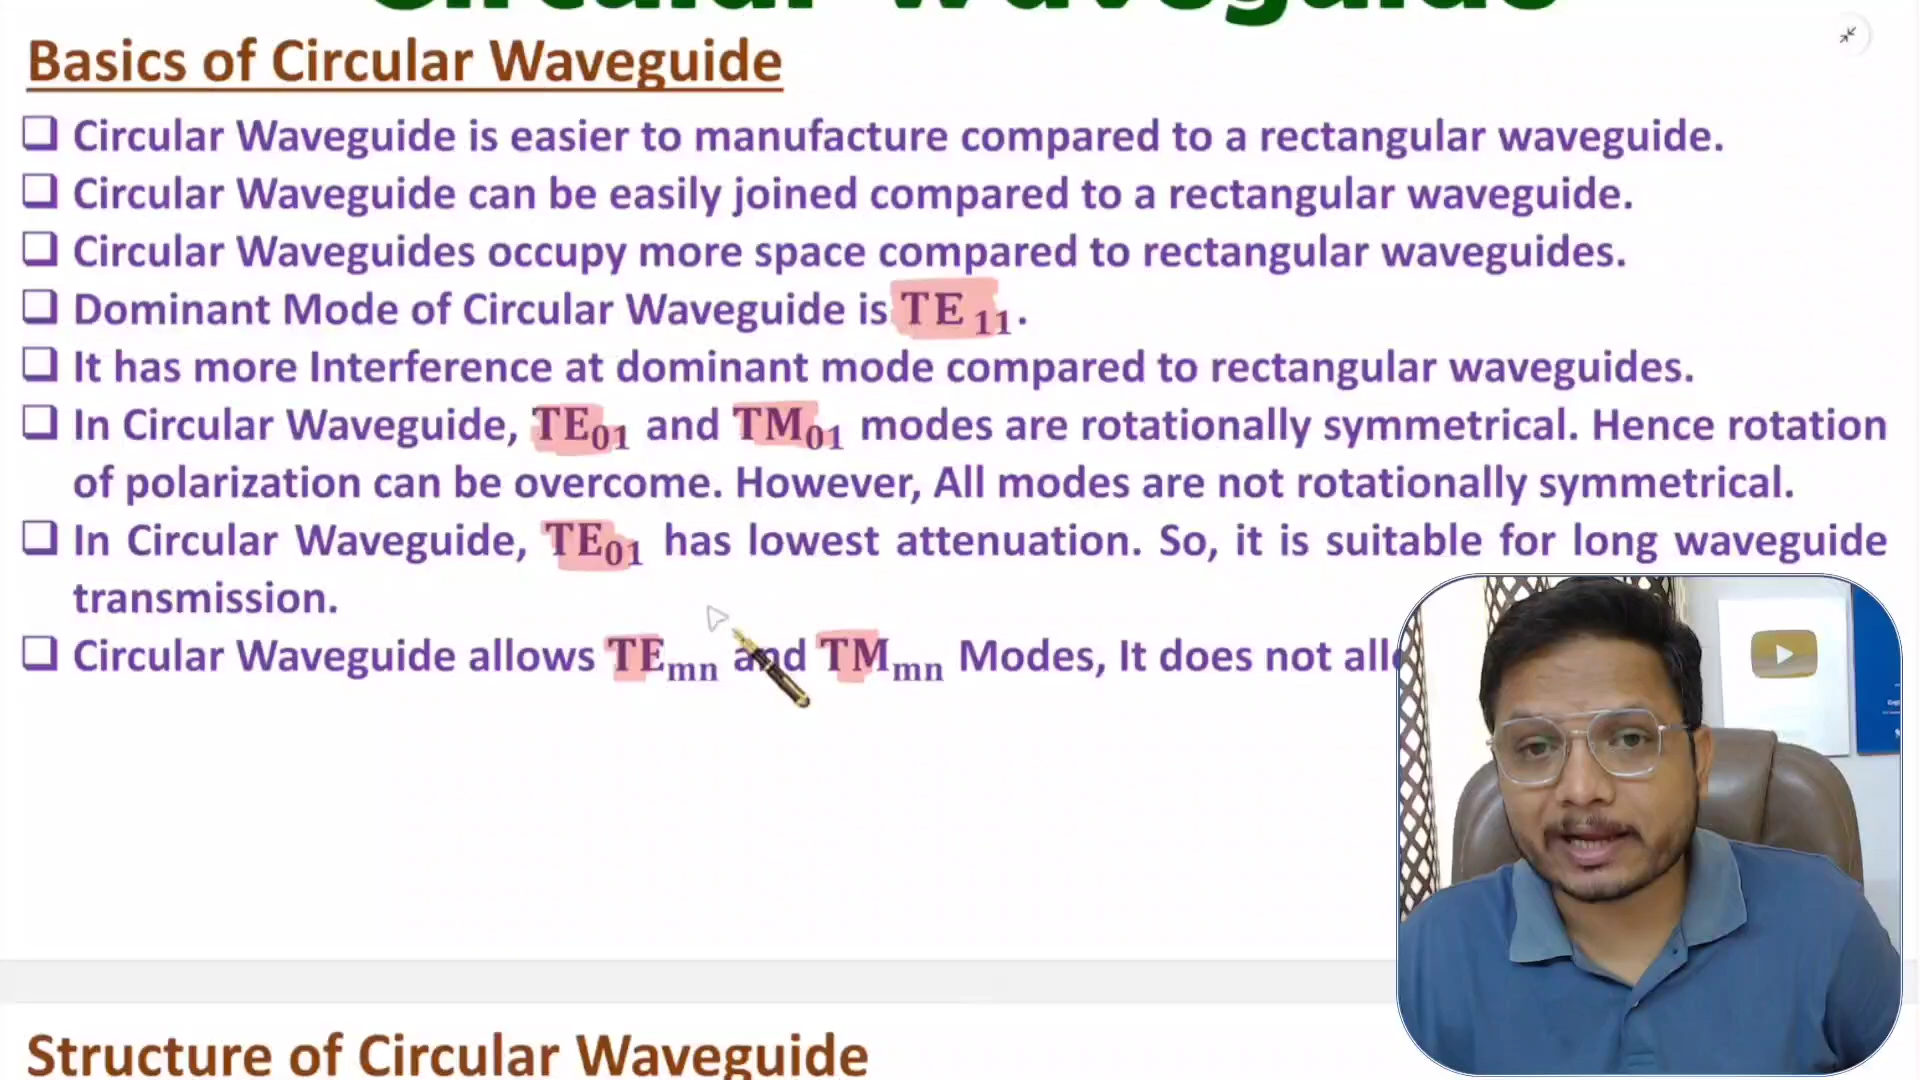 Circular Waveguide
Basics of Circular Waveguide
❑ Circular Waveguide is easier to manufacture compared to a rectangular waveguide.
❑ Circular Waveguide can be easily joined compared to a rectangular waveguide.
❑ Circular Waveguides occupy more space compared to rectangular waveguides.
❑ Dominant Mode of Circular Waveguide is TE₁₁.
❑ It has more Interference at dominant mode compared to rectangular waveguides.
❑ In Circular Waveguide, TE₀₁ and TM₀₁ modes are rotationally symmetrical. Hence rotation
of polarization can be overcome. However, All modes are not rotationally symmetrical.
❑ In Circular Waveguide, TE₀₁ has lowest attenuation. So, it is suitable for long waveguide
transmission.
❑ Circular Waveguide allows TEmn and TMmn Modes, It does not
Structure of Circular Waveguide